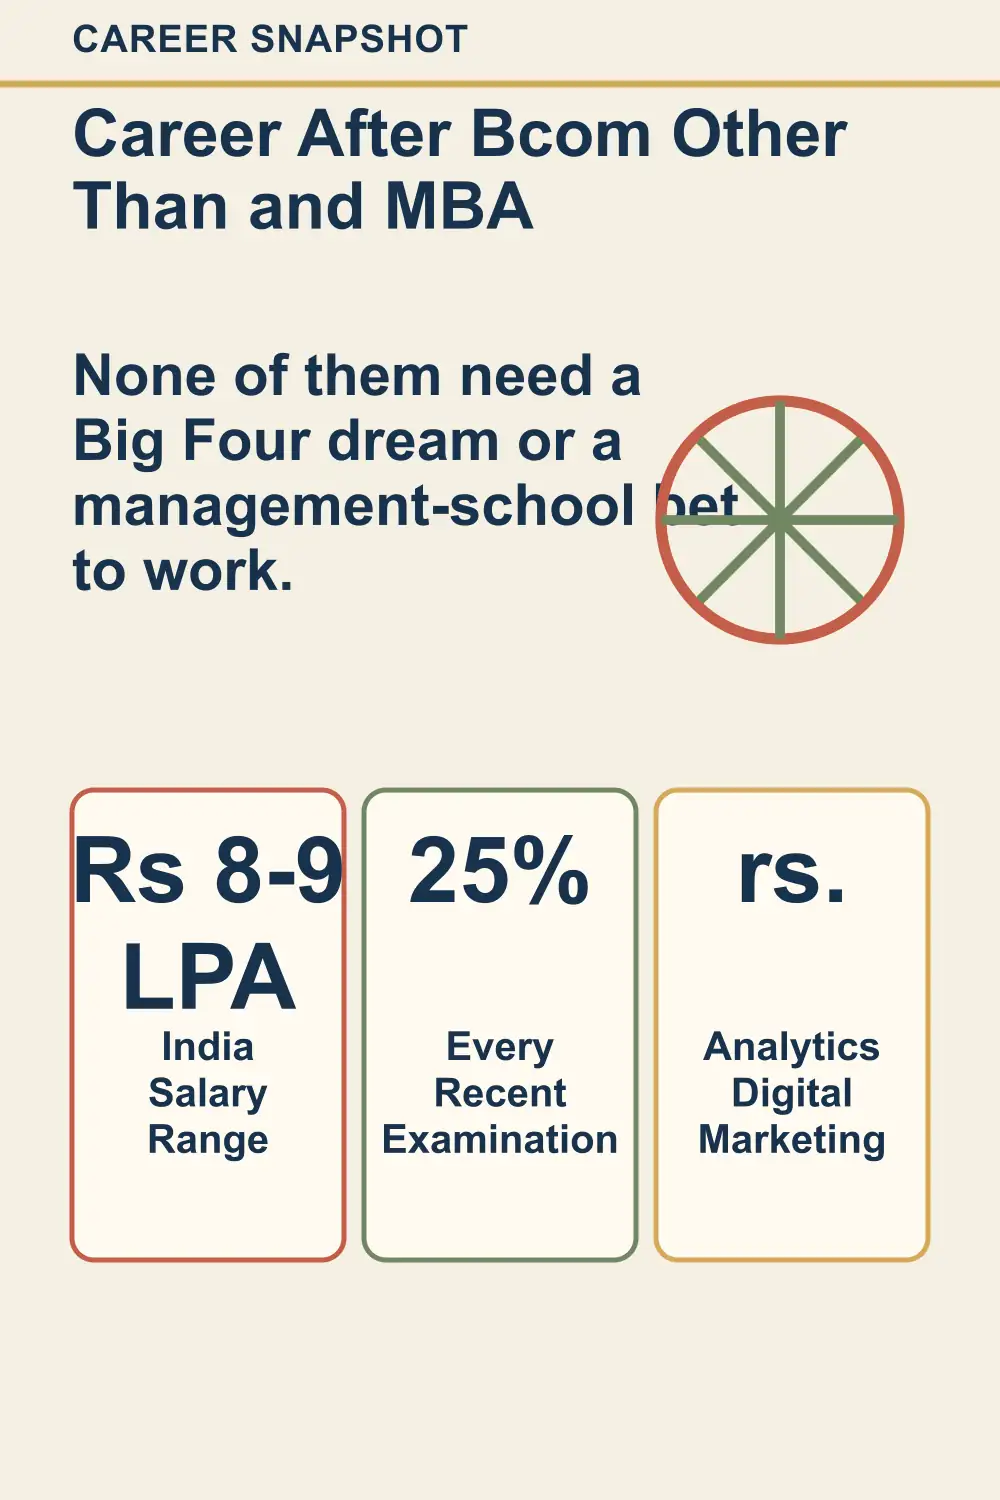 CAREER SNAPSHOT
Career After Bcom Other
Than and MBA
None of them need a
Big Four dream or a
management-school bet
to work.
Rs 8-9
LPA
India
Salary
Range
25%
Every
Recent
Examination
rs.
Analytics
Digital
Marketing